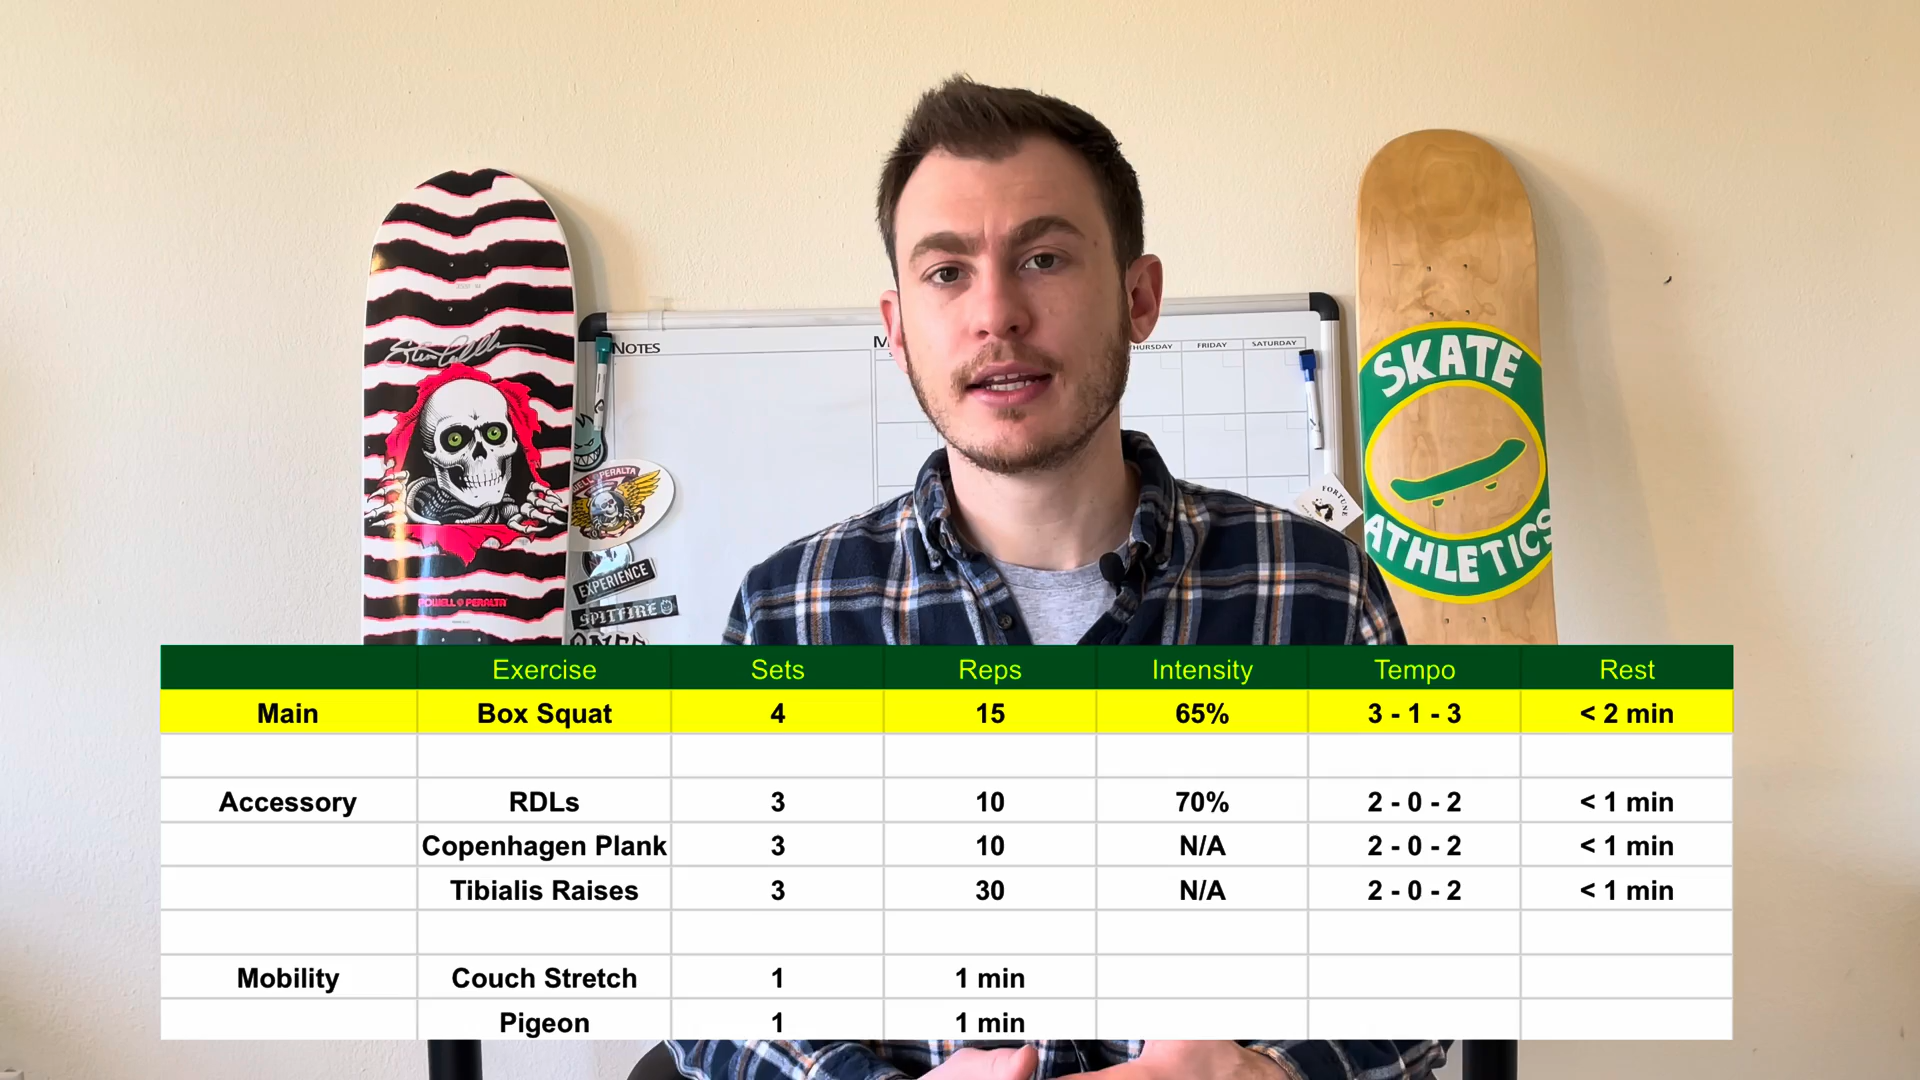 NOTES
THURSDAY
FRIDAY
SATURDAY
SKATE
ATHLETICS
FORTUNE
PERALTA
EXPERIENCE
SPITFIRE
POWELL PERALTA
Exercise Sets Reps Intensity Tempo Rest
Main Box Squat 4 15 65% 3 - 1 - 3 < 2 min
Accessory RDLs 3 10 70% 2 - 0 - 2 < 1 min
Copenhagen Plank 3 10 N/A 2 - 0 - 2 < 1 min
Tibialis Raises 3 30 N/A 2 - 0 - 2 < 1 min
Mobility Couch Stretch 1 1 min
Pigeon 1 1 min